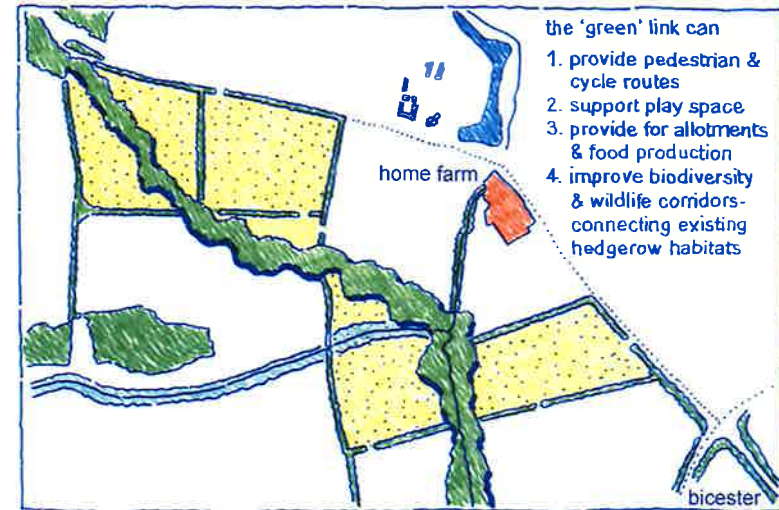 the 'green' link can
1. provide pedestrian &
cycle routes
2. support play space
3. provide for allotments
& food production
4. improve biodiversity
& wildlife corridors-
connecting existing
hedgerow habitats
home farm
bicester